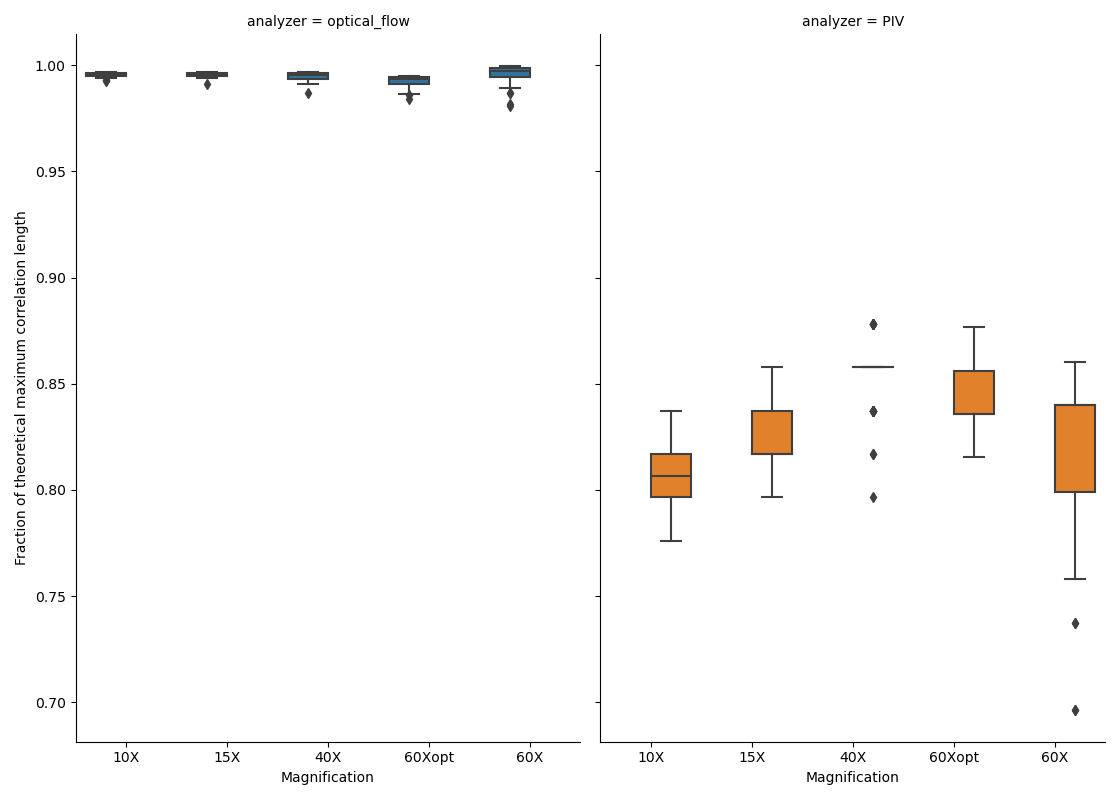 analyzer = optical_flow
analyzer = PIV
Fraction of theoretical maximum correlation length
1.00
0.95
0.90
0.85
0.80
0.75
0.70
10X 15X 40X 60Xopt 60X
10X 15X 40X 60Xopt 60X
Magnification
Magnification